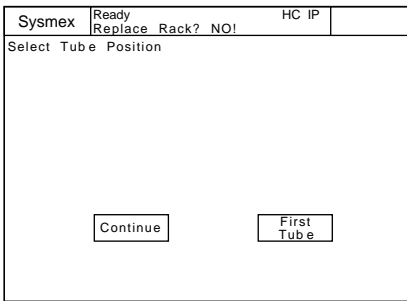 Sysmex
Ready HC IP
Replace Rack? NO!
Select Tube Position
Continue
First
Tube